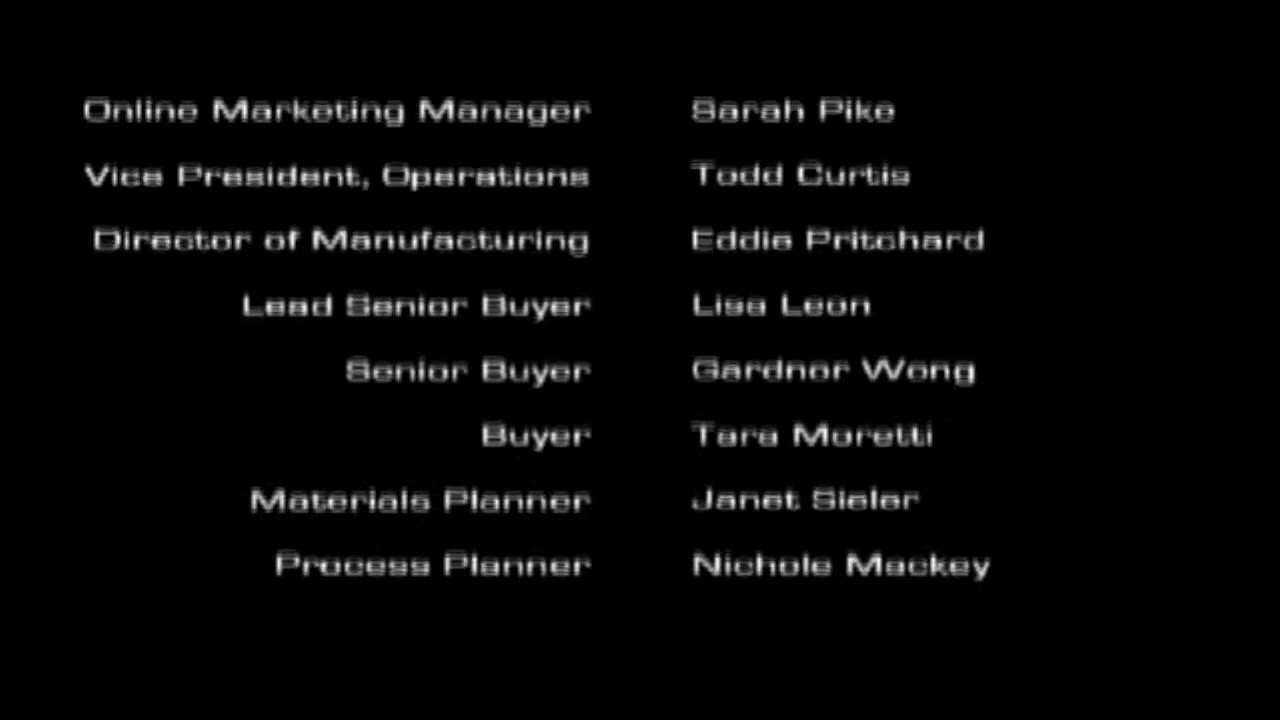 Online Marketing Manager Sarah Pike
Vice President, Operations Todd Curtis
Director of Manufacturing Eddie Pritchard
Lead Senior Buyer Lisa Leon
Senior Buyer Gardnor Wong
Buyer Tara Moretti
Materials Planner Janet Sieler
Process Planner Nichole Mackey